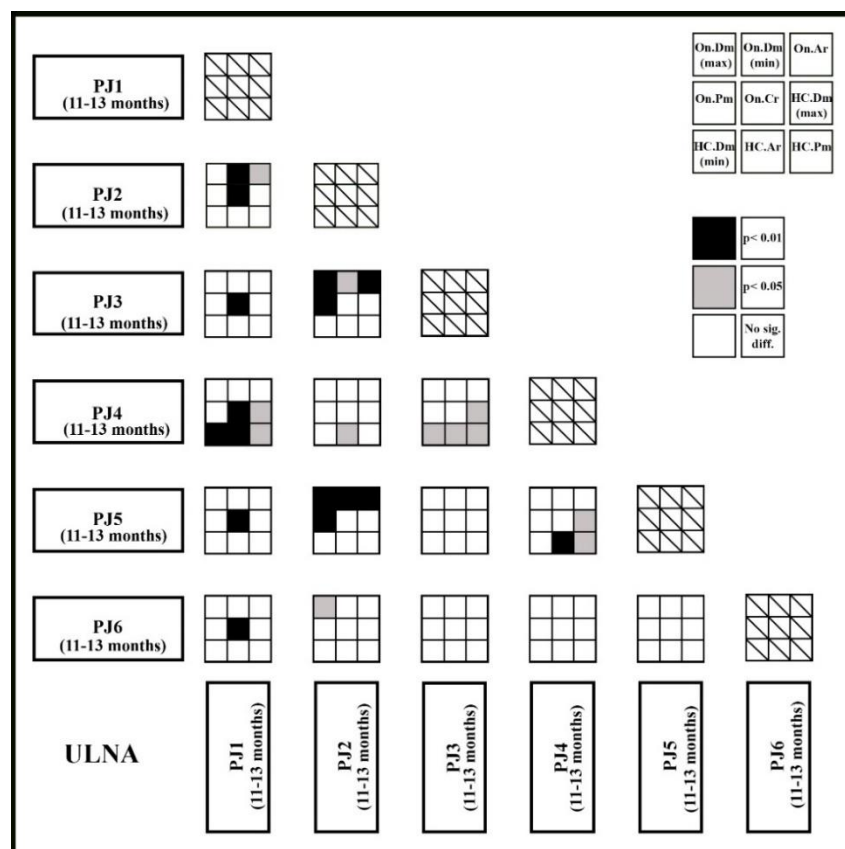 On.Dm
(max)
On.Dm
(min)
On.Ar
On.Pm
On.Cr
HC.Dm
(max)
HC.Dm
(min)
HC.Ar
HC.Pm
p< 0.01
p< 0.05
No sig.
diff.
PJ1
(11-13 months)
PJ2
(11-13 months)
PJ3
(11-13 months)
PJ4
(11-13 months)
PJ5
(11-13 months)
PJ6
(11-13 months)
ULNA
PJ1
(11-13 months)
PJ2
(11-13 months)
PJ3
(11-13 months)
PJ4
(11-13 months)
PJ5
(11-13 months)
PJ6
(11-13 months)